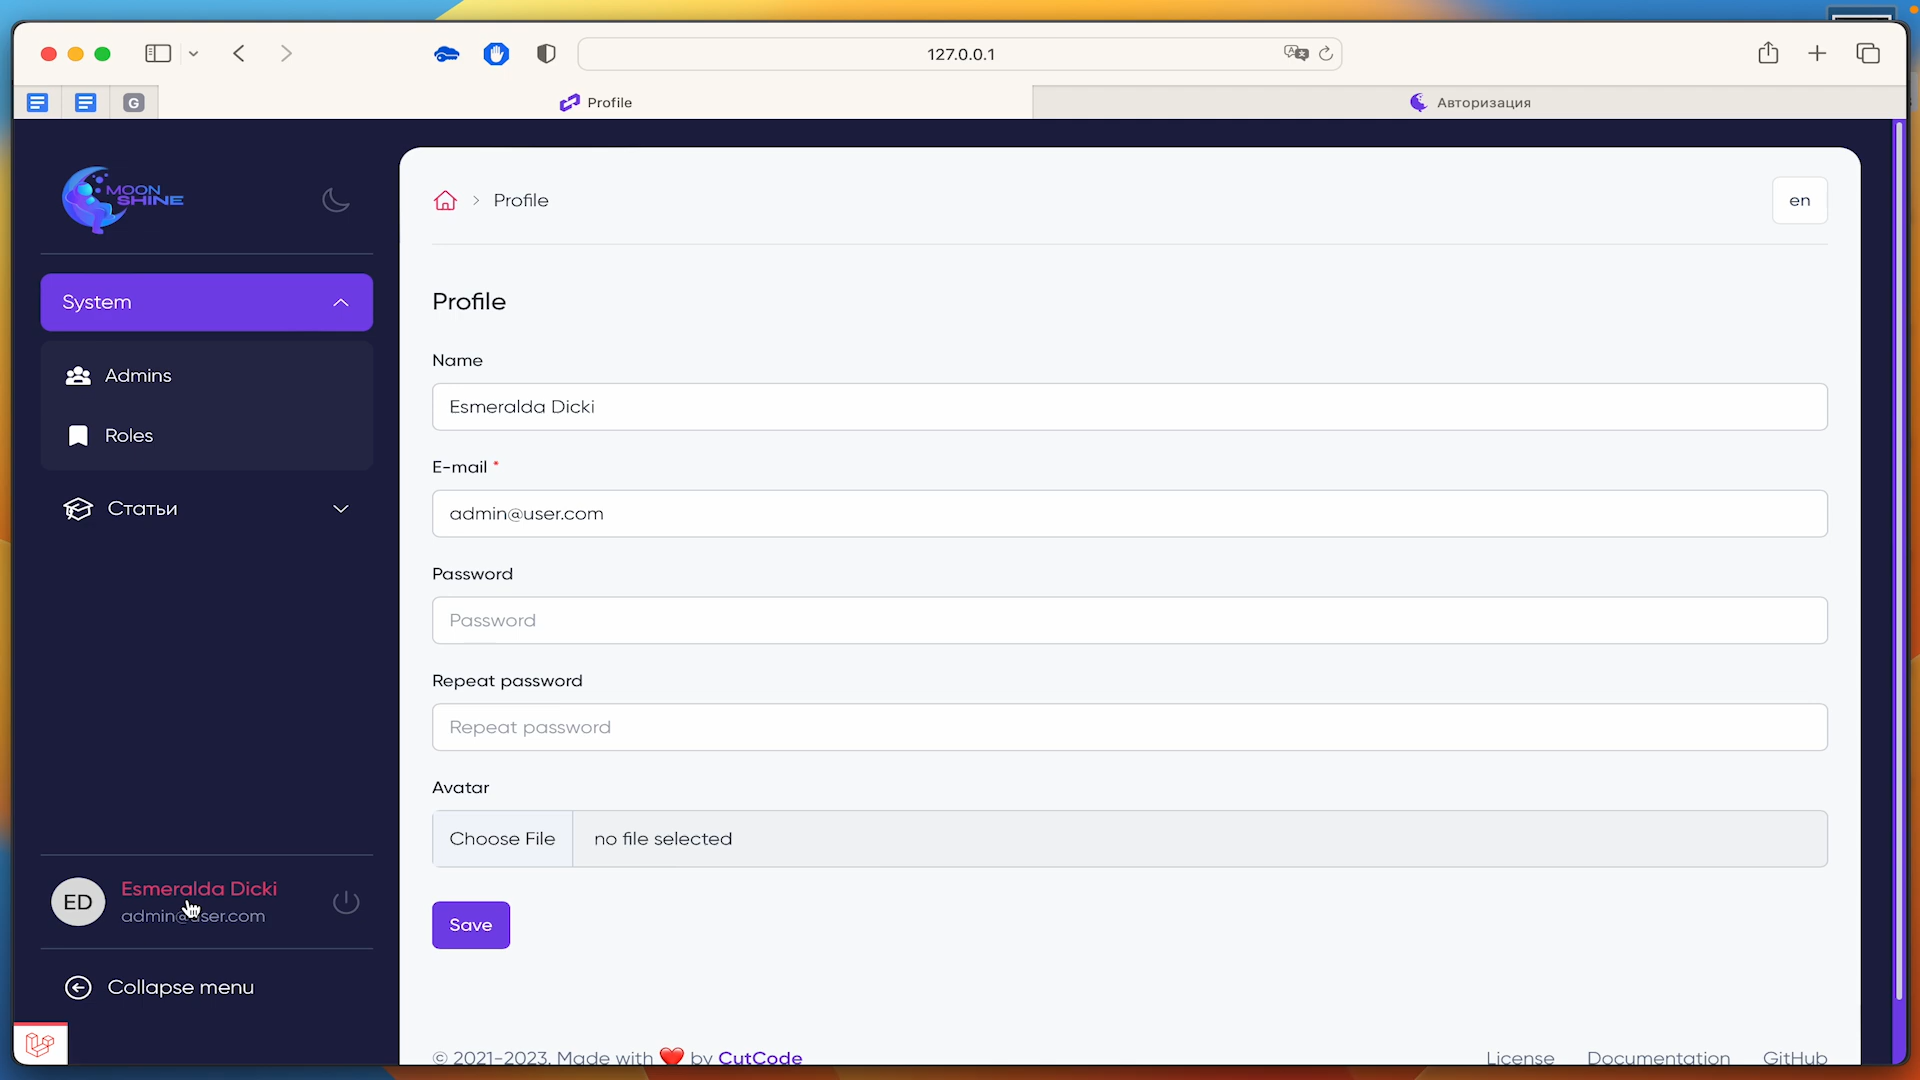 127.0.0.1
G
Profile
Авторизация
MOON
SHINE
Profile
en
System
Admins
Roles
Статьи
Profile
Name
Esmeralda Dicki
E-mail *
admin@user.com
Password
Password
Repeat password
Repeat password
Avatar
Choose File
no file selected
Save
ED
Esmeralda Dicki
admin@user.com
Collapse menu
© 2021-2023. Made with ❤️ by CutCode
License
Documentation
GitHub